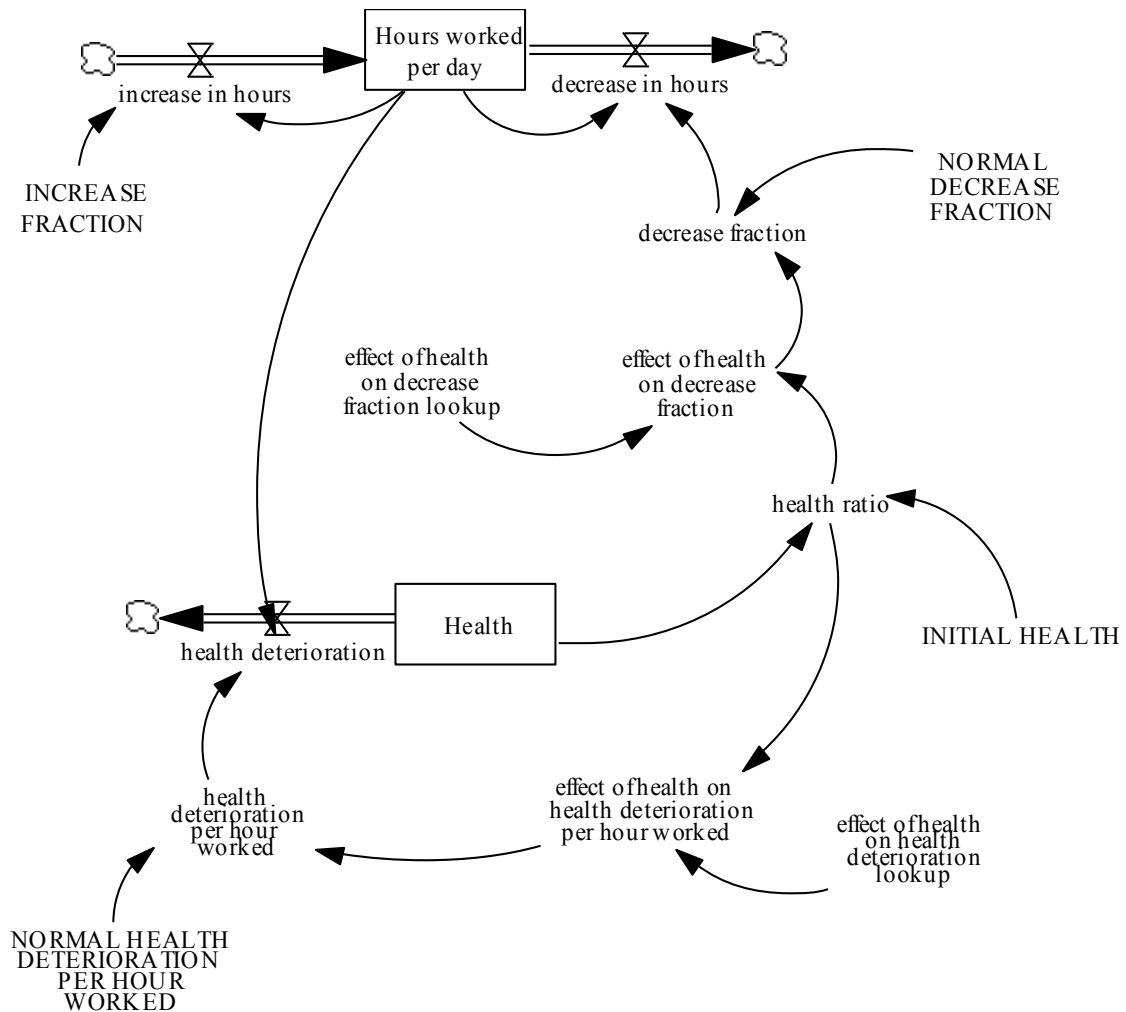 Hours worked
per day
increase in hours
decrease in hours
INCREASE
FRACTION
NORMAL
DECREASE
FRACTION
decrease fraction
effect of health
on decrease
fraction lookup
effect of health
on decrease
fraction
health ratio
INITIAL HEALTH
Health
health deterioration
health
deterioration
per hour
worked
effect of health on
health deterioration
per hour worked
effect of health
on health
deterioration
lookup
NORMAL HEALTH
DETERIORATION
PER HOUR
WORKED